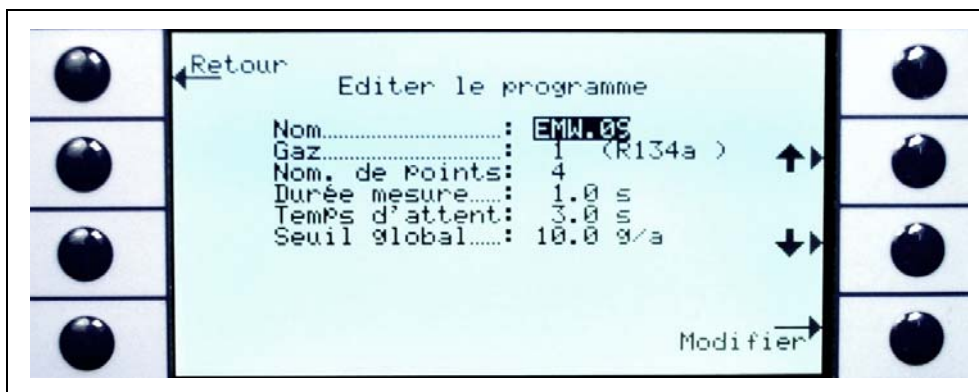 Retour
Editer le programme
Nom..............................: EMW.09
Gaz..............................: 1 (R134a )
Nom. de points: 4
Durée mesure.....: 1.0 s
Temps d'attent: 3.0 s
Seuil global.....: 10.0 g/a
Modifier